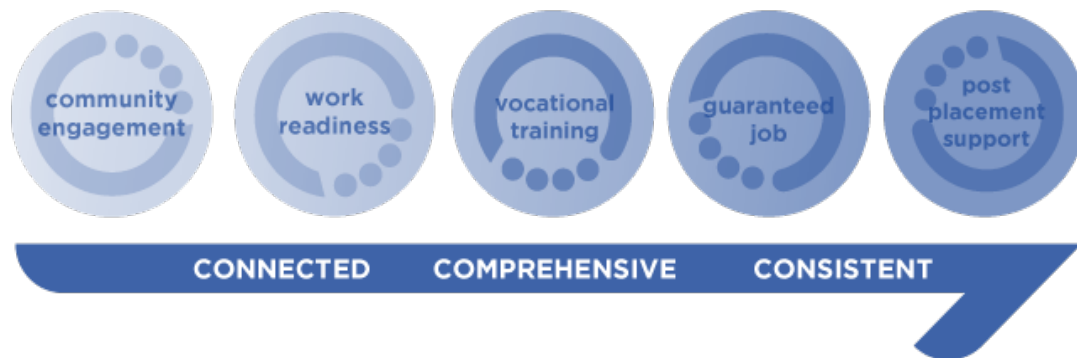 community
engagement
work
readiness
vocational
training
guaranteed
job
post
placement
support
CONNECTED COMPREHENSIVE CONSISTENT